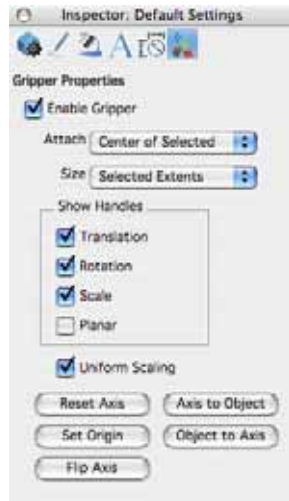 Inspector: Default Settings
Gripper Properties
Enable Gripper
Attach Center of Selected
Size Selected Extents
Show Handles
Translation
Rotation
Scale
Planar
Uniform Scaling
Reset Axis Axis to Object
Set Origin Object to Axis
Flip Axis